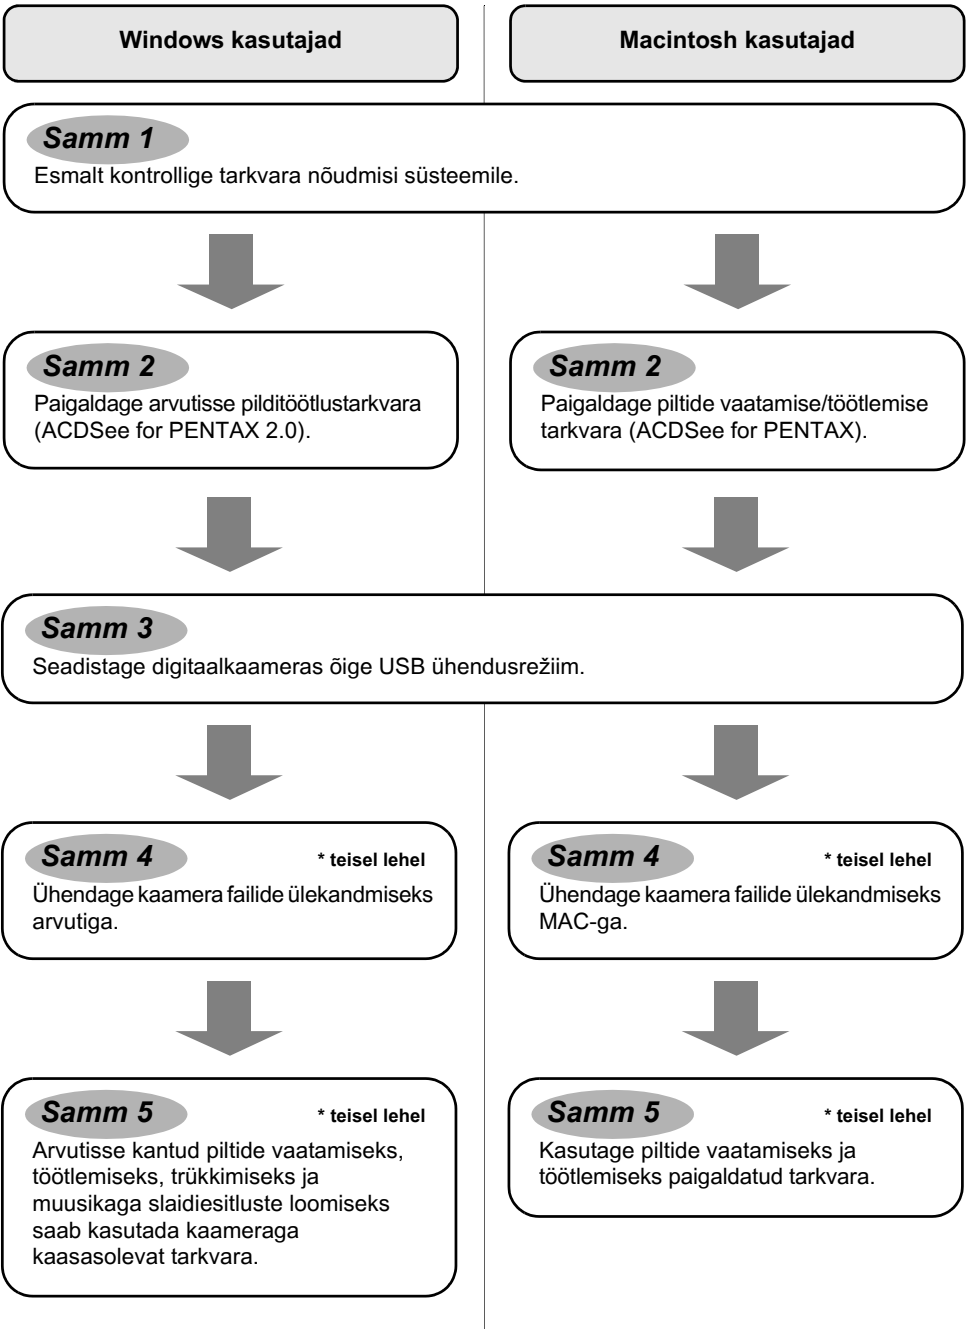 Windows kasutajad
Macintosh kasutajad
Samm 1
Esmalt kontrollige tarkvara nõudmisi süsteemile.
Samm 2
Paigaldage arvutisse pilditöötlustarkvara
(ACDSee for PENTAX 2.0).
Samm 2
Paigaldage piltide vaatamise/töötlemise
tarkvara (ACDSee for PENTAX).
Samm 3
Seadistage digitaalkaameras õige USB ühendusrežiim.
Samm 4
* teisel lehel
Ühendage kaamera failide ülekandmiseks
arvutiga.
Samm 4
* teisel lehel
Ühendage kaamera failide ülekandmiseks
MAC-ga.
Samm 5
* teisel lehel
Arvutisse kantud piltide vaatamiseks,
töötlemiseks, trükkimiseks ja
muusikaga slaidiesitluste loomiseks
saab kasutada kaameraga
kaasasolevat tarkvara.
Samm 5
* teisel lehel
Kasutage piltide vaatamiseks ja
töötlemiseks paigaldatud tarkvara.